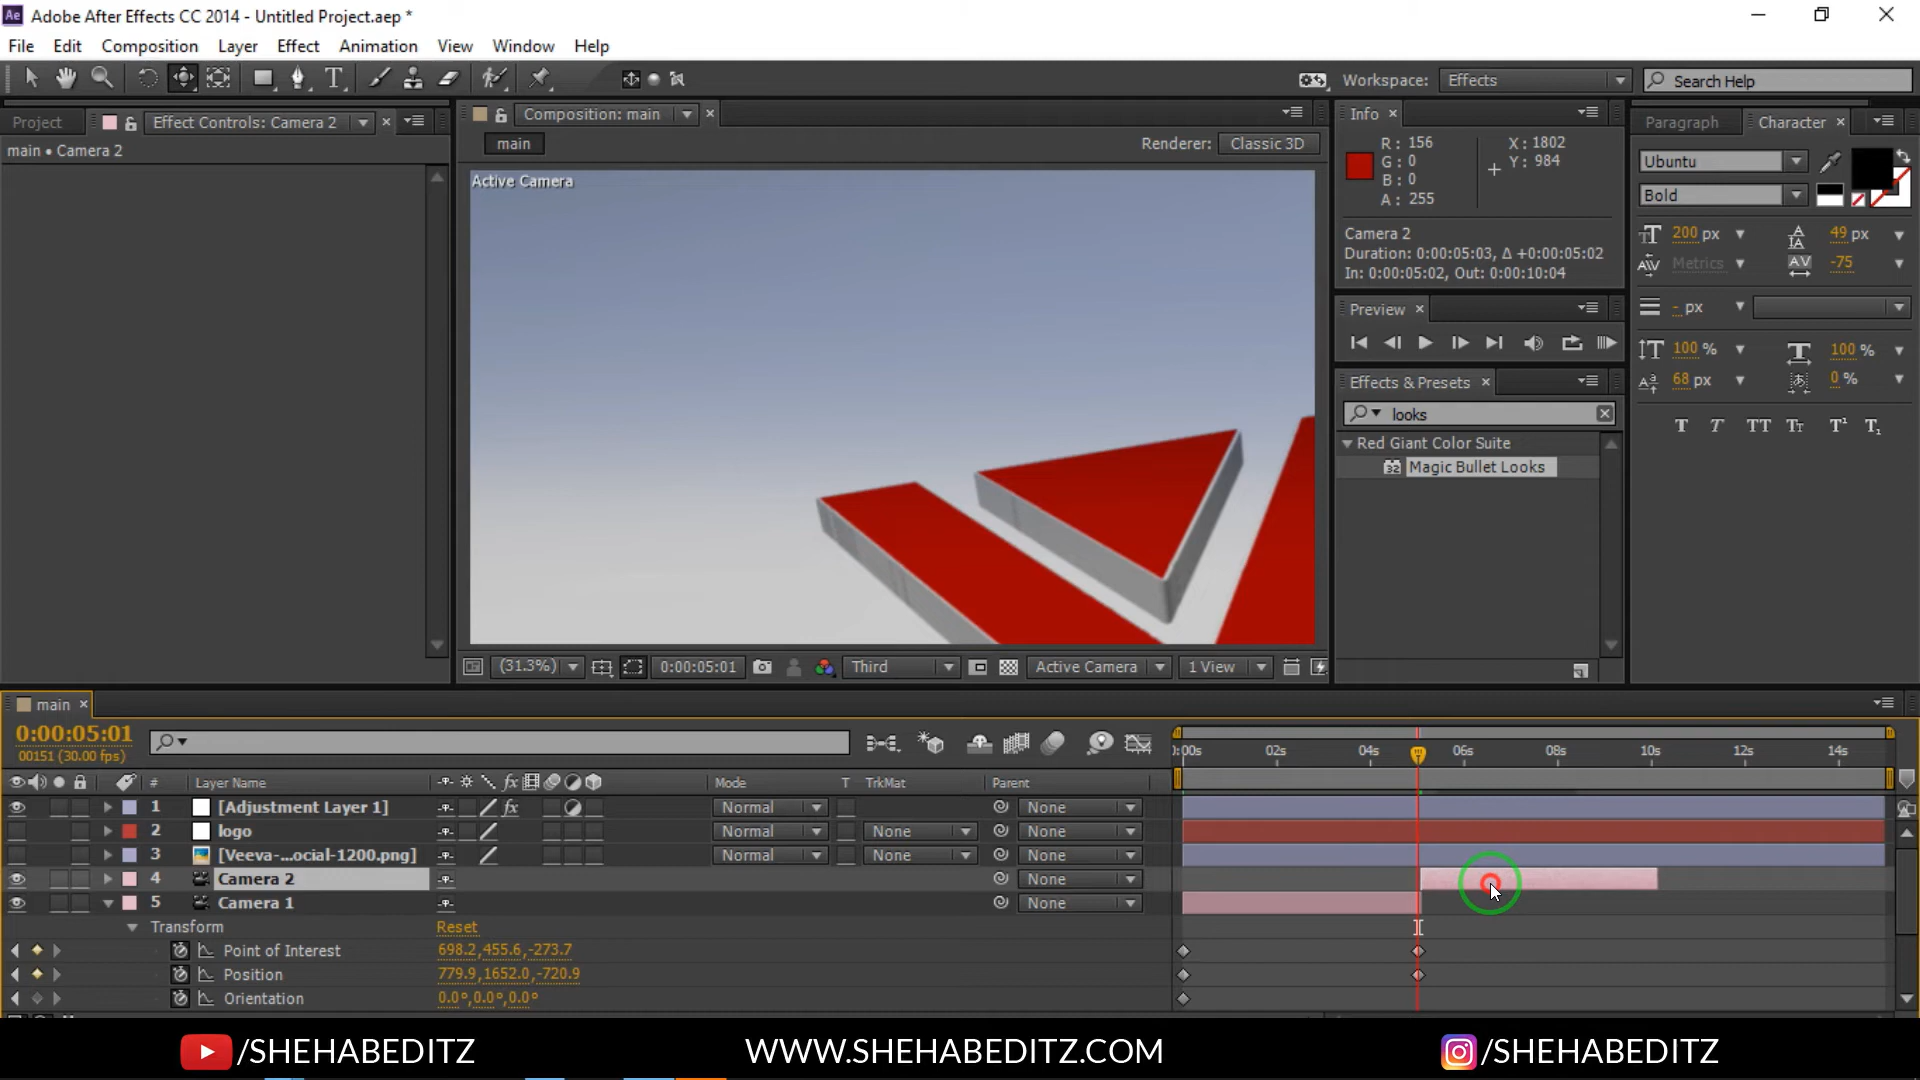 Ae Adobe After Effects CC 2014 - Untitled Project.aep *
File Edit Composition Layer Effect Animation View Window Help
Workspace: Effects
Search Help
Project
Effect Controls: Camera 2
main • Camera 2
Composition: main
main
Renderer: Classic 3D
Active Camera
(31.3%) 0:00:05:01 Third Active Camera 1 View
Info
R: 156
G: 0
B: 0
A: 255
X: 1802
Y: 984
Camera 2
Duration: 0:00:05:03, Δ +0:00:05:02
In: 0:00:05:02, Out: 0:00:10:04
Preview
Effects & Presets
looks
Red Giant Color Suite
32 Magic Bullet Looks
Paragraph Character
Ubuntu
Bold
200 px 49 px
Metrics -75
- px
100 % 100 %
68 px 0 %
T T TT Tt T¹ T₁
main
0:00:05:01
00151 (30.00 fps)
):00s 02s 04s 06s 08s 10s 12s 14s
# Layer Name fx Mode T TrkMat Parent
1 [Adjustment Layer 1] fx Normal None
2 logo Normal None None
3 [Veeva-...ocial-1200.png] Normal None None
4 Camera 2 None
5 Camera 1 None
Transform Reset
Point of Interest 698.2,455.6,-273.7
Position 779.9,1652.0,-720.9
Orientation 0.0°,0.0°,0.0°
/SHEHABEDITZ
WWW.SHEHABEDITZ.COM
/SHEHABEDITZ